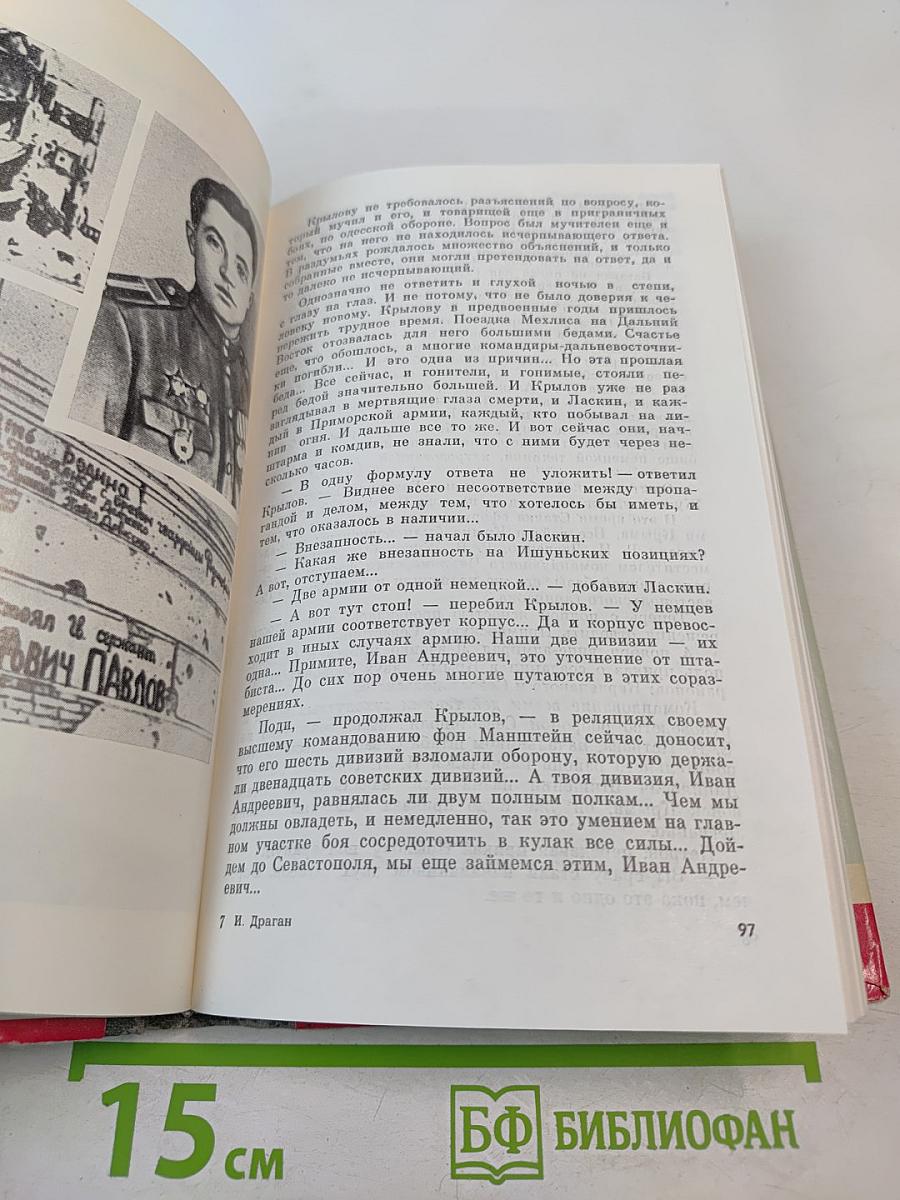 Родина!
стоял гв. сержант
ОВИЧ ПАВЛОВ
Крылову не требовалось разъяснений по вопросу, ко-
торый мучил и его, и товарищей еще в приграничных
боях, по одесской обороне. Вопрос был мучителен еще и
тем, что на него не находилось исчерпывающего ответа.
В раздумьях рождалось множество объяснений, и только
собранные вместе, они могли претендовать на ответ, да и
то далеко не исчерпывающий.
Однозначно не ответить и глухой ночью в степи,
с глазу на глаз. И не потому, что не было доверия к че-
ловеку новому. Крылову в предвоенные годы пришлось
пережить трудное время. Поездка Мехлиса на Дальний
Восток отозвалась для него большими бедами. Счастье
еще, что обошлось, а многие командиры-дальневосточни-
ки погибли... И это одна из причин... Но эта прошлая
беда... Все сейчас, и гонители, и гонимые, стояли пе-
ред бедой значительно большей. И Крылов уже не раз
взглядывал в мертвящие глаза смерти, и Ласкин, и каж-
дый в Приморской армии, каждый, кто побывал на ли-
нии огня. И дальше все то же. И вот сейчас они, нач-
штарма и комдив, не знали, что с ними будет через не-
сколько часов.
— В одну формулу ответа не уложить! — ответил
Крылов. — Виднее всего несоответствие между пропа-
гандой и делом, между тем, что хотелось бы иметь, и
тем, что оказалось в наличии...
— Внезапность... — начал было Ласкин.
— Какая же внезапность на Ишуньских позициях?
А вот, отступаем...
— Две армии от одной немецкой... — добавил Ласкин.
— А вот тут стоп! — перебил Крылов. — У немцев
нашей армии соответствует корпус... Да и корпус превос-
ходит в иных случаях армию. Наши две дивизии — их
одна... Примите, Иван Андреевич, это уточнение от шта-
биста... До сих пор очень многие путаются в этих сораз-
мерениях.
Поди, — продолжал Крылов, — в реляциях своему
высшему командованию фон Манштейн сейчас доносит,
что его шесть дивизий взломали оборону, которую держа-
ли двенадцать советских дивизий... А твоя дивизия, Иван
Андреевич, равнялась ли двум полным полкам... Чем мы
должны овладеть, и немедленно, так это умением на глав-
ном участке боя сосредоточить в кулак все силы... Дой-
дем до Севастополя, мы еще займемся этим, Иван Андре-
евич...
7 И. Драган
97
15 см
БФ БИБЛИОФАН